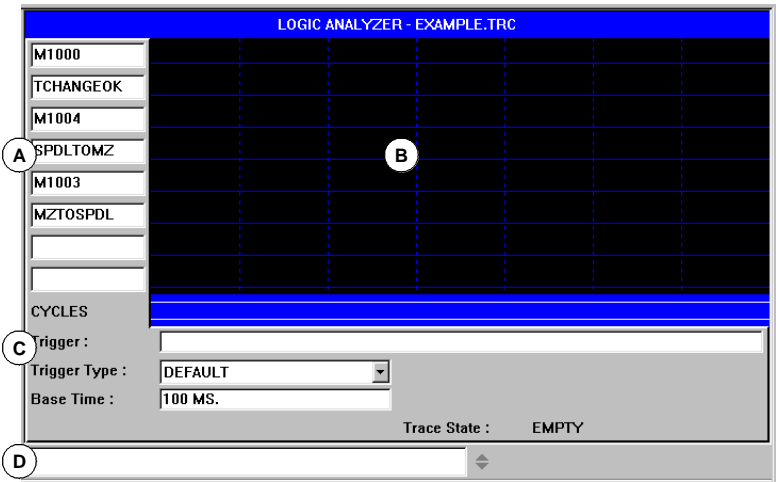 LOGIC ANALYZER - EXAMPLE.TRC
M1000
TCHANGEOK
M1004
A SPDLTOMZ B
M1003
MZTOSPDL
CYCLES
C Trigger :
Trigger Type : DEFAULT
Base Time : 100 MS.
Trace State : EMPTY
D